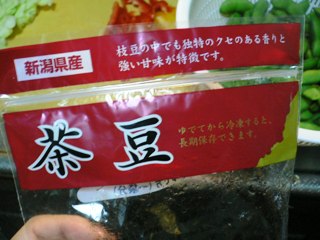 新潟県産
枝豆の中でも独特のクセのある香りと
強い甘味が特徴です。
茶豆
ゆでてから冷凍すると、
長期保存できます。